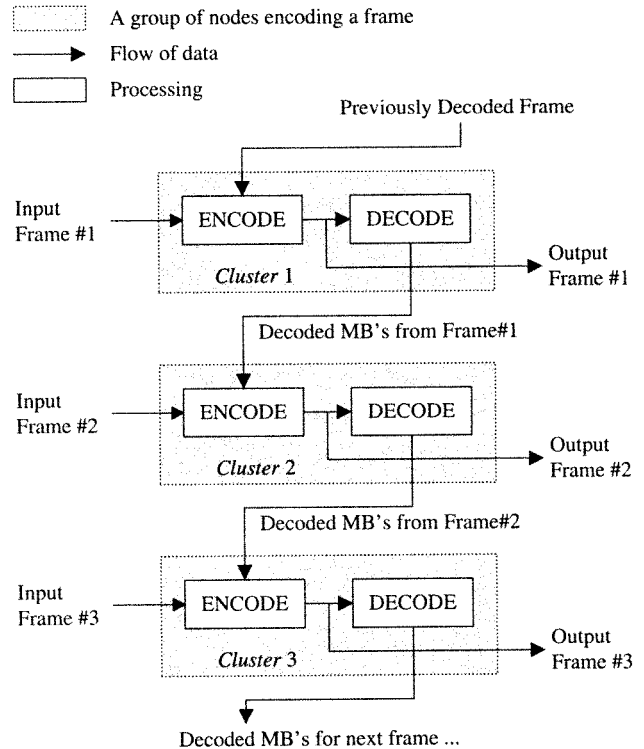 A group of nodes encoding a frame
Flow of data
Processing
Previously Decoded Frame
Input
Frame #1
ENCODE
DECODE
Cluster 1
Output
Frame #1
Decoded MB's from Frame#1
Input
Frame #2
ENCODE
DECODE
Cluster 2
Output
Frame #2
Decoded MB's from Frame#2
Input
Frame #3
ENCODE
DECODE
Cluster 3
Output
Frame #3
Decoded MB's for next frame ...